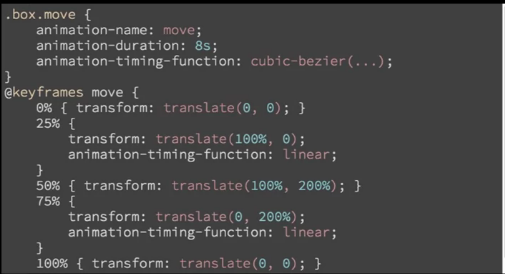 .box.move {
    animation-name: move;
    animation-duration: 8s;
    animation-timing-function: cubic-bezier(...);
}
@keyframes move {
    0% { transform: translate(0, 0); }
    25% {
        transform: translate(100%, 0);
        animation-timing-function: linear;
    }
    50% { transform: translate(100%, 200%); }
    75% {
        transform: translate(0, 200%);
        animation-timing-function: linear;
    }
    100% { transform: translate(0, 0); }